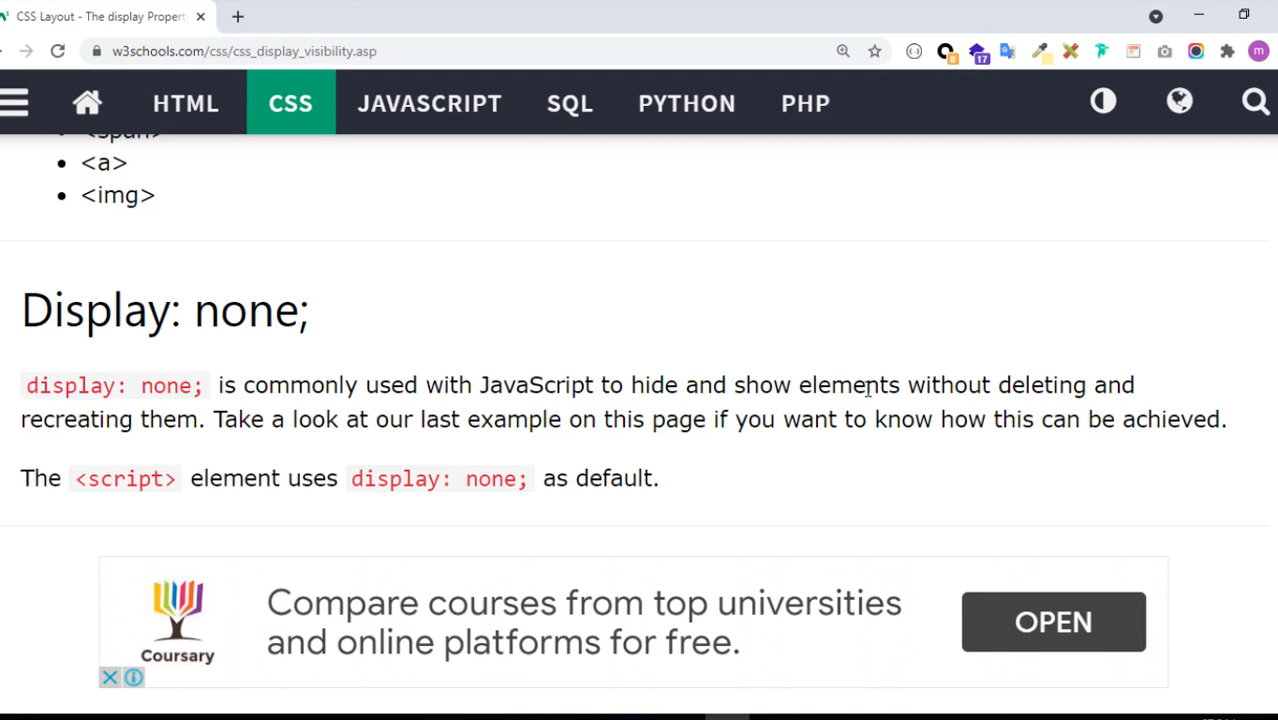 CSS Layout - The display Propert
w3schools.com/css/css_display_visibility.asp
6
17
m
HTML
CSS
JAVASCRIPT
SQL
PYTHON
PHP
<span>
<a>
<img>
Display: none;
display: none; is commonly used with JavaScript to hide and show elements without deleting and
recreating them. Take a look at our last example on this page if you want to know how this can be achieved.
The <script> element uses display: none; as default.
Coursary
Compare courses from top universities
and online platforms for free.
OPEN